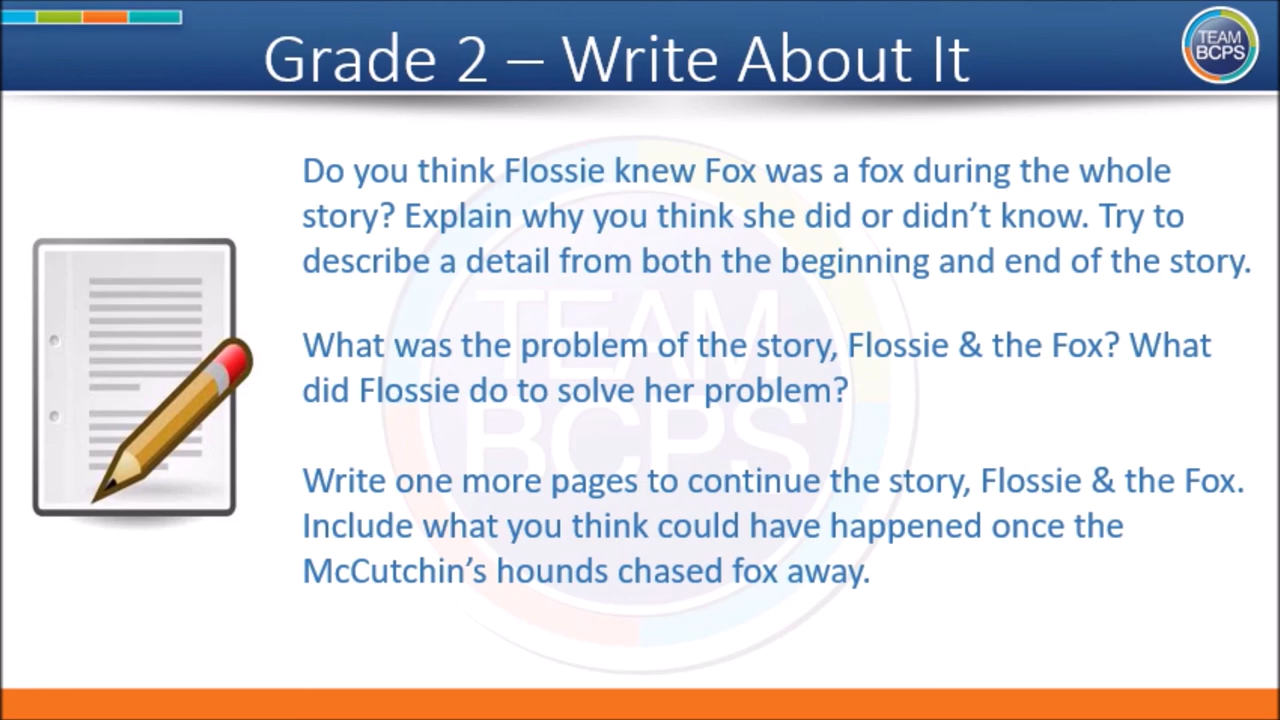 Grade 2 – Write About It
TEAM
BCPS
Do you think Flossie knew Fox was a fox during the whole
story? Explain why you think she did or didn't know. Try to
describe a detail from both the beginning and end of the story.
What was the problem of the story, Flossie & the Fox? What
did Flossie do to solve her problem?
Write one more pages to continue the story, Flossie & the Fox.
Include what you think could have happened once the
McCutchin's hounds chased fox away.
TEAM
BCPS